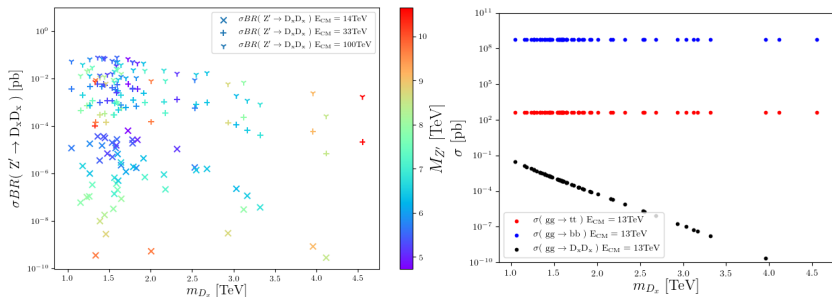 σBR( Z′ → DₓDₓ ) E_CM = 14TeV
σBR( Z′ → DₓDₓ ) E_CM = 33TeV
σBR( Z′ → DₓDₓ ) E_CM = 100TeV
σBR( Z′ → DₓDₓ ) [pb]
10⁰
10⁻²
10⁻⁴
10⁻⁶
10⁻⁸
10⁻¹⁰
1.0 1.5 2.0 2.5 3.0 3.5 4.0 4.5
m_Dₓ [TeV]
10
9
8
7
6
5
M_Z′ [TeV]
σ [pb]
10¹¹
10⁸
10⁵
10²
10⁻¹
10⁻⁴
10⁻⁷
10⁻¹⁰
σ( gg → tt ) E_CM = 13TeV
σ( gg → bb ) E_CM = 13TeV
σ( gg → DₓDₓ ) E_CM = 13TeV
1.0 1.5 2.0 2.5 3.0 3.5 4.0 4.5
m_Dₓ [TeV]